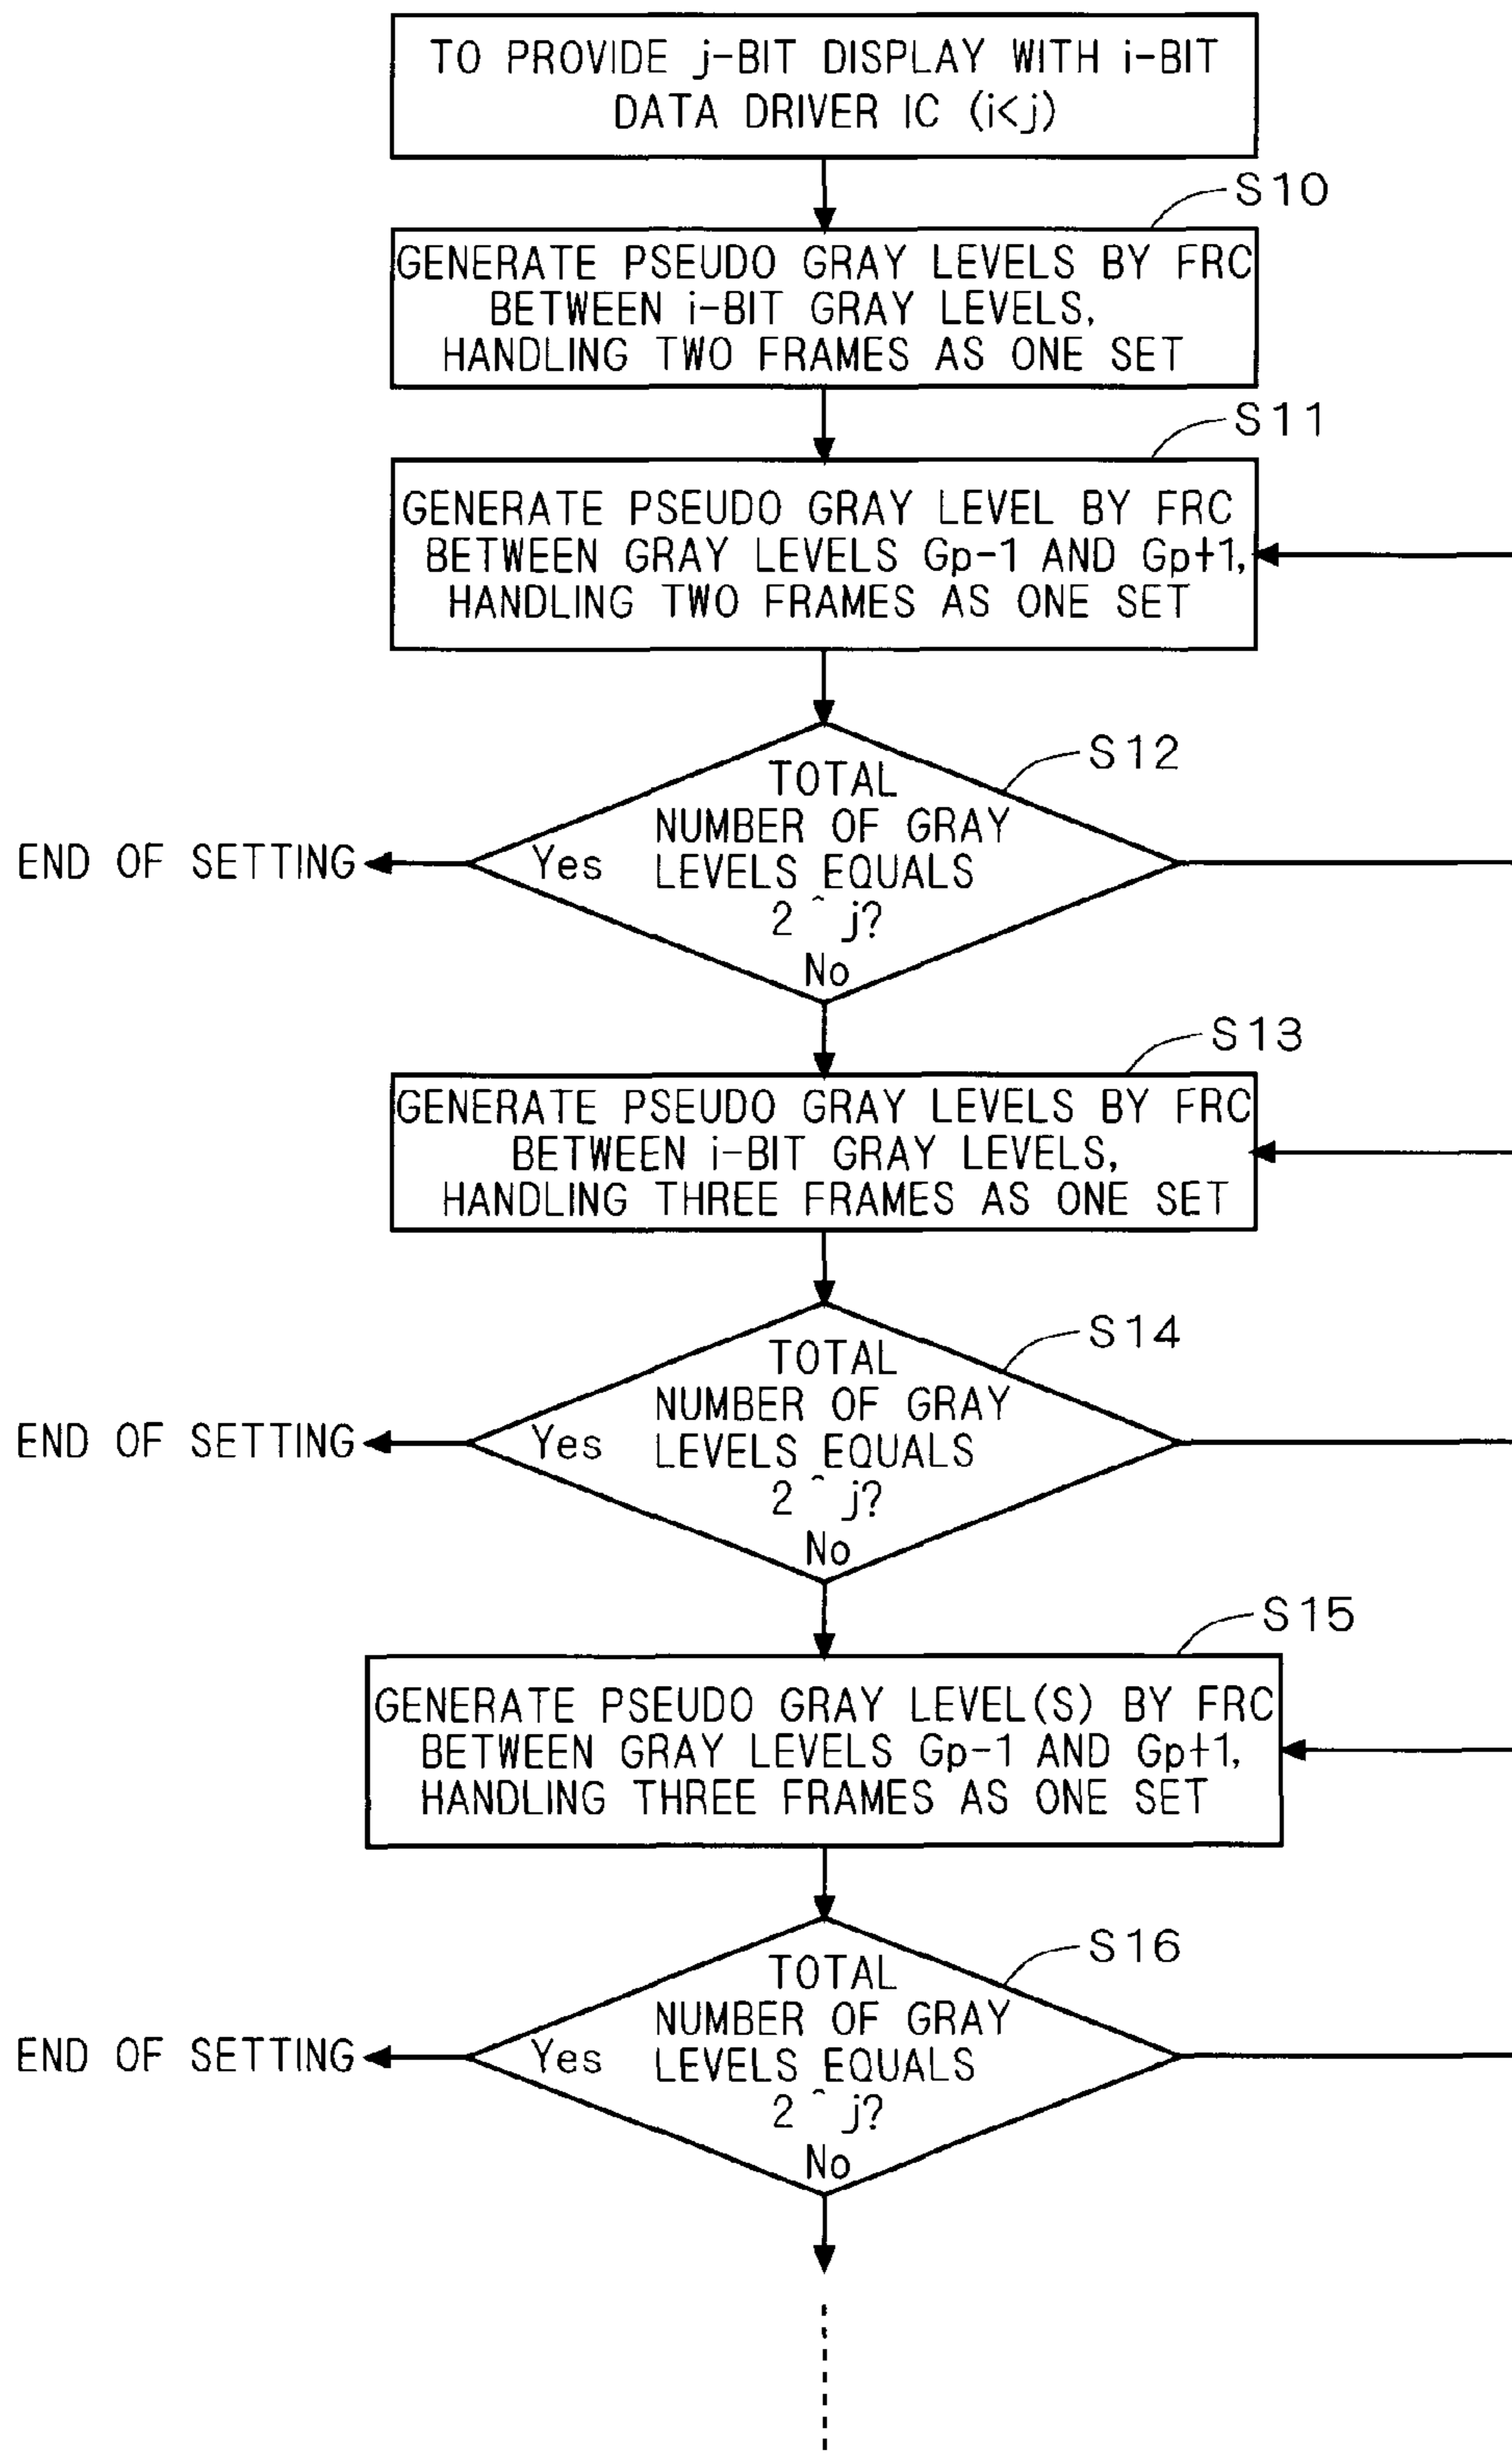 TO PROVIDE j-BIT DISPLAY WITH i-BIT
DATA DRIVER IC (i<j)
S10
GENERATE PSEUDO GRAY LEVELS BY FRC
BETWEEN i-BIT GRAY LEVELS,
HANDLING TWO FRAMES AS ONE SET
S11
GENERATE PSEUDO GRAY LEVEL BY FRC
BETWEEN GRAY LEVELS Gp-1 AND Gp+1,
HANDLING TWO FRAMES AS ONE SET
S12
TOTAL
NUMBER OF GRAY
LEVELS EQUALS
2 ^ j?
Yes
END OF SETTING
No
S13
GENERATE PSEUDO GRAY LEVELS BY FRC
BETWEEN i-BIT GRAY LEVELS,
HANDLING THREE FRAMES AS ONE SET
S14
TOTAL
NUMBER OF GRAY
LEVELS EQUALS
2 ^ j?
Yes
END OF SETTING
No
S15
GENERATE PSEUDO GRAY LEVEL(S) BY FRC
BETWEEN GRAY LEVELS Gp-1 AND Gp+1,
HANDLING THREE FRAMES AS ONE SET
S16
TOTAL
NUMBER OF GRAY
LEVELS EQUALS
2 ^ j?
Yes
END OF SETTING
No